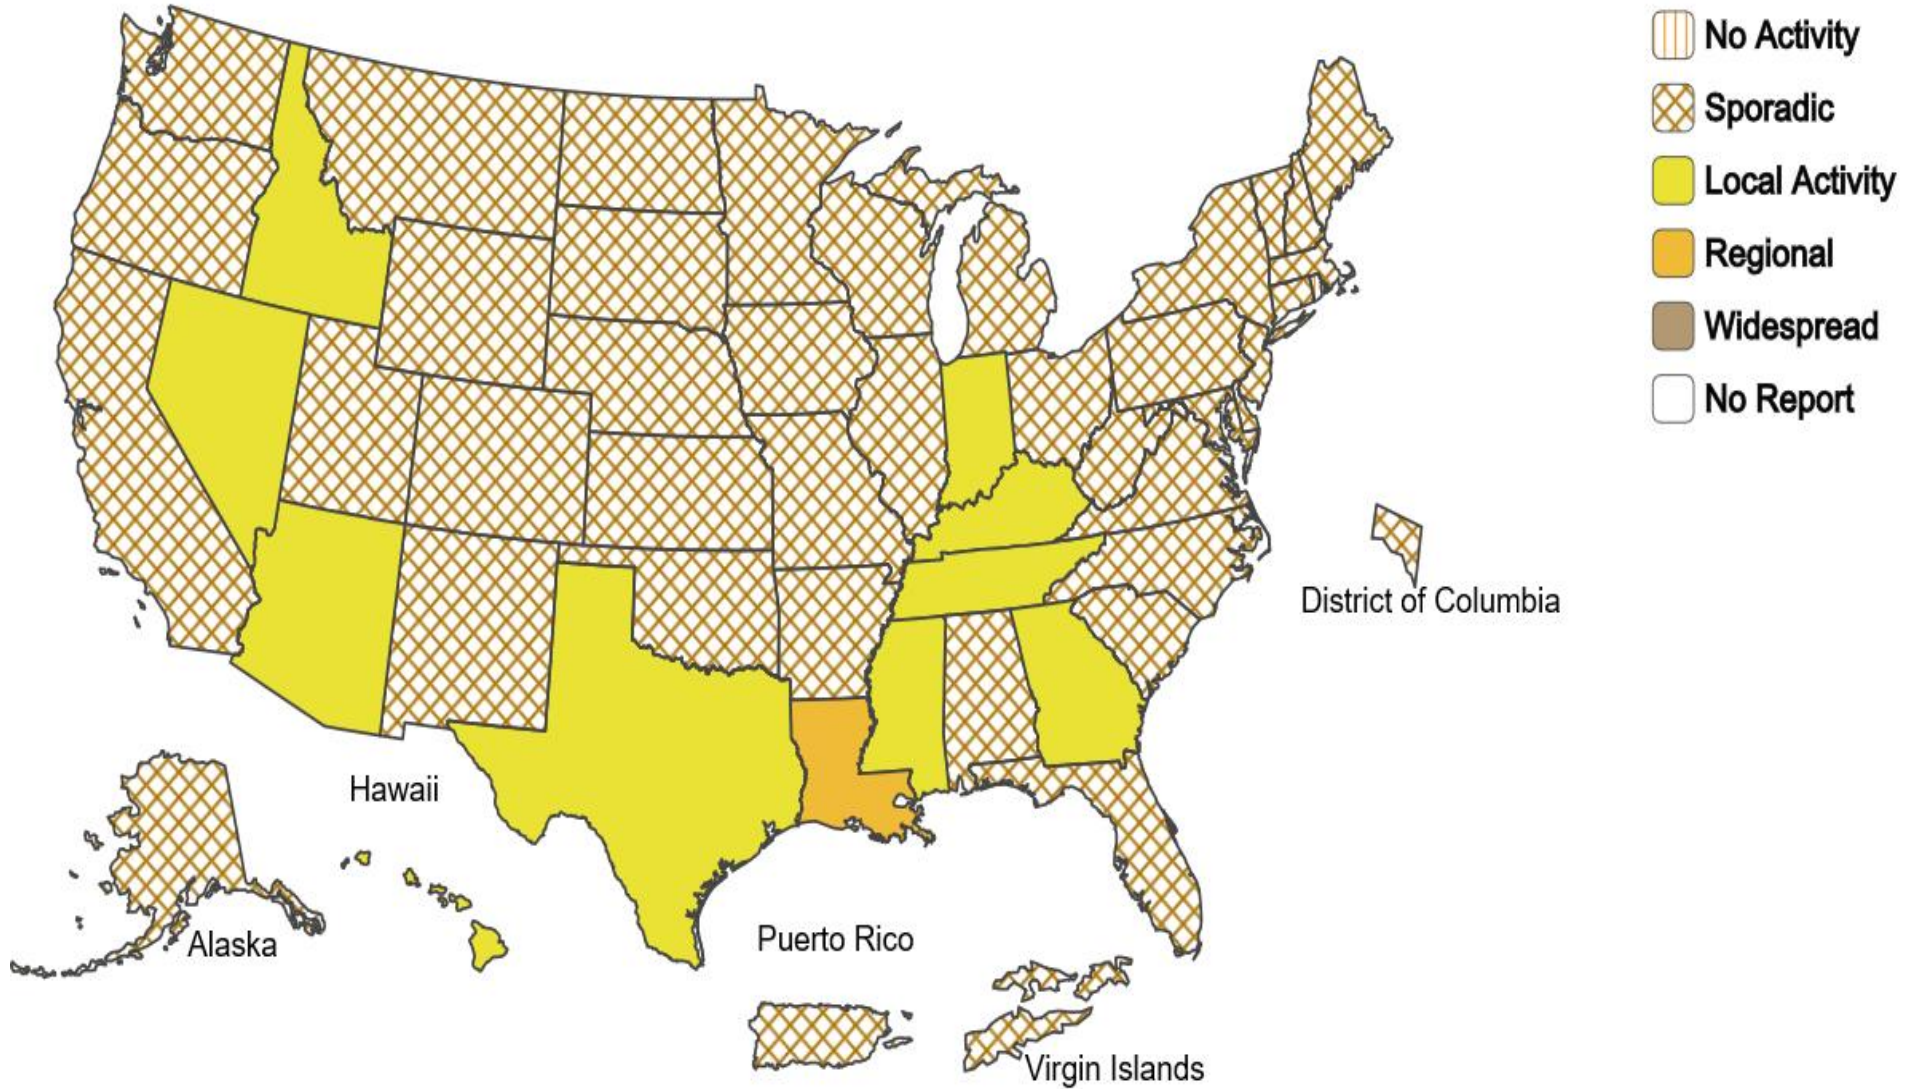 No Activity
Sporadic
Local Activity
Regional
Widespread
No Report
District of Columbia
Hawaii
Alaska
Puerto Rico
Virgin Islands